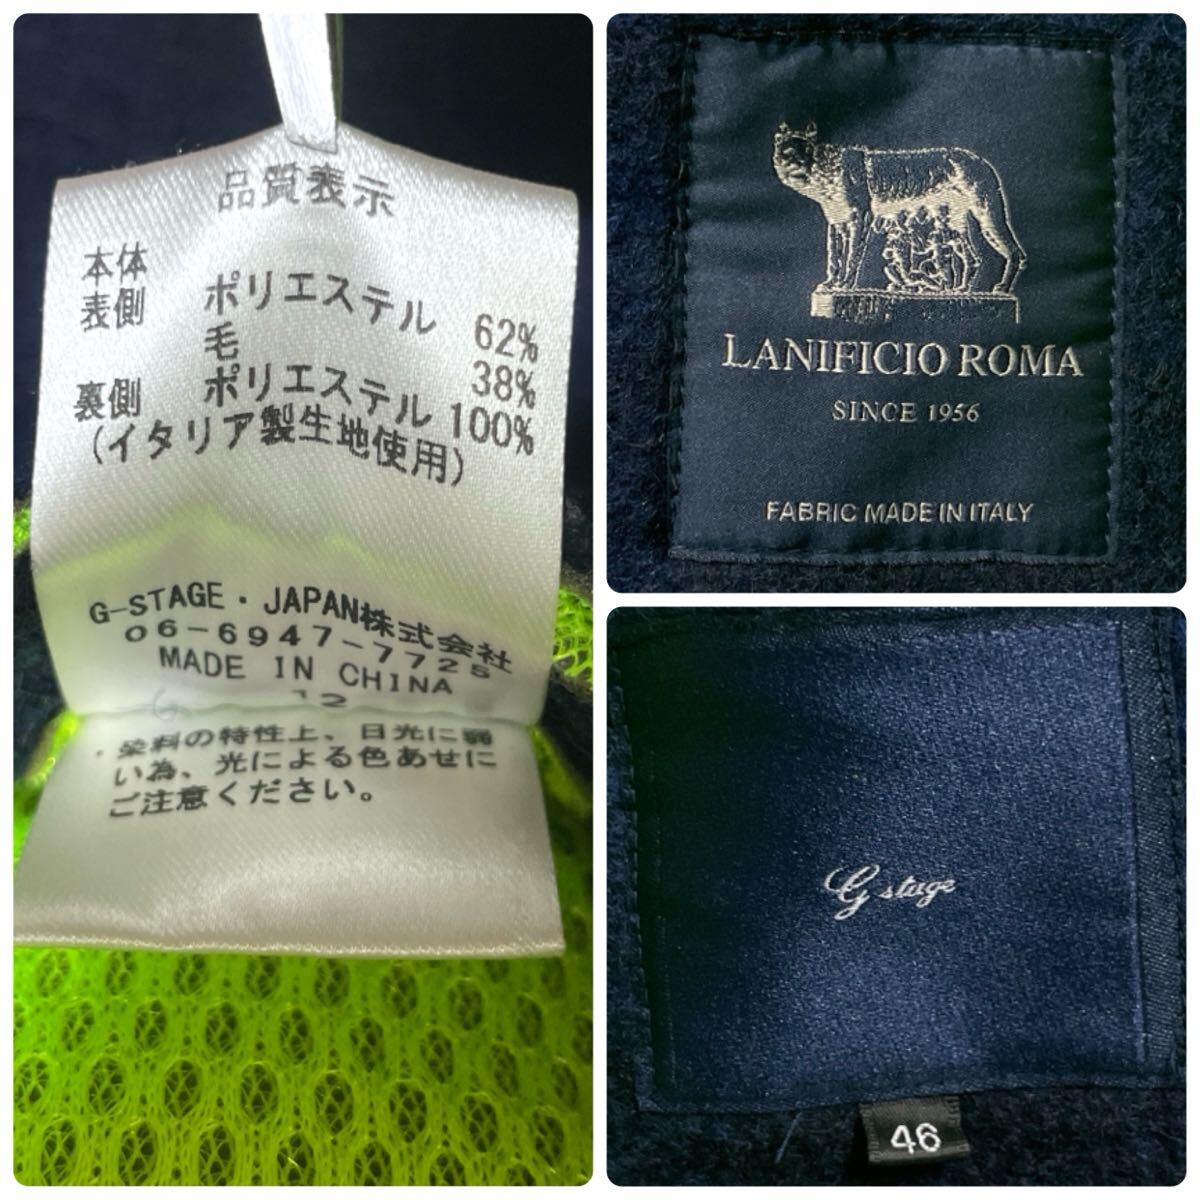 品質表示
本体
表側 ポリエステル 62%
毛 38%
裏側 ポリエステル 100%
(イタリア製生地使用)
G-STAGE・JAPAN株式会社
06-6947-7725
MADE IN CHINA
12
・染料の特性上、日光に弱
い為、光による色あせに
ご注意ください。
LANIFICIO ROMA
SINCE 1956
FABRIC MADE IN ITALY
G stage
46